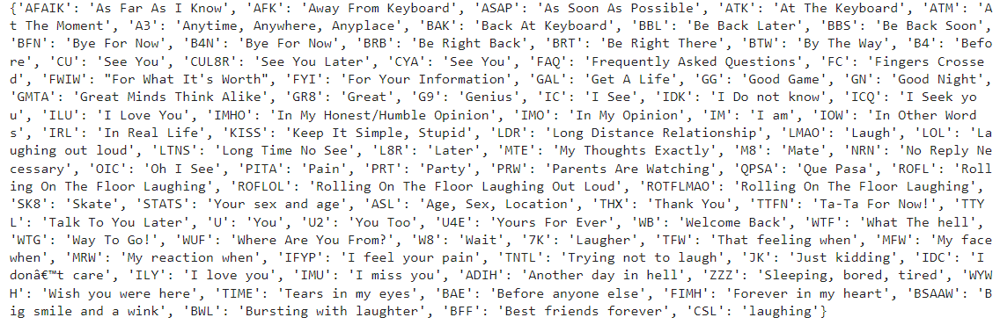 {'AFAIK': 'As Far As I Know', 'AFK': 'Away From Keyboard', 'ASAP': 'As Soon As Possible', 'ATK': 'At The Keyboard', 'ATM': 'A
t The Moment', 'A3': 'Anytime, Anywhere, Anyplace', 'BAK': 'Back At Keyboard', 'BBL': 'Be Back Later', 'BBS': 'Be Back Soon',
'BFN': 'Bye For Now', 'B4N': 'Bye For Now', 'BRB': 'Be Right Back', 'BRT': 'Be Right There', 'BTW': 'By The Way', 'B4': 'Befo
re', 'CU': 'See You', 'CUL8R': 'See You Later', 'CYA': 'See You', 'FAQ': 'Frequently Asked Questions', 'FC': 'Fingers Crosse
d', 'FWIW': "For What It's Worth", 'FYI': 'For Your Information', 'GAL': 'Get A Life', 'GG': 'Good Game', 'GN': 'Good Night',
'GMTA': 'Great Minds Think Alike', 'GR8': 'Great', 'G9': 'Genius', 'IC': 'I See', 'IDK': 'I Do not know', 'ICQ': 'I Seek yo
u', 'ILU': 'I Love You', 'IMHO': 'In My Honest/Humble Opinion', 'IMO': 'In My Opinion', 'IM': 'I am', 'IOW': 'In Other Word
s', 'IRL': 'In Real Life', 'KISS': 'Keep It Simple, Stupid', 'LDR': 'Long Distance Relationship', 'LMAO': 'Laugh', 'LOL': 'La
ughing out loud', 'LTNS': 'Long Time No See', 'L8R': 'Later', 'MTE': 'My Thoughts Exactly', 'M8': 'Mate', 'NRN': 'No Reply Ne
cessary', 'OIC': 'Oh I See', 'PITA': 'Pain', 'PRT': 'Party', 'PRW': 'Parents Are Watching', 'QPSA': 'Que Pasa', 'ROFL': 'Roll
ing On The Floor Laughing', 'ROFLOL': 'Rolling On The Floor Laughing Out Loud', 'ROTFLMAO': 'Rolling On The Floor Laughing',
'SK8': 'Skate', 'STATS': 'Your sex and age', 'ASL': 'Age, Sex, Location', 'THX': 'Thank You', 'TTFN': 'Ta-Ta For Now!', 'TTY
L': 'Talk To You Later', 'U': 'You', 'U2': 'You Too', 'U4E': 'Yours For Ever', 'WB': 'Welcome Back', 'WTF': 'What The hell',
'WTG': 'Way To Go!', 'WUF': 'Where Are You From?', 'W8': 'Wait', '7K': 'Laugher', 'TFW': 'That feeling when', 'MFW': 'My face
when', 'MRW': 'My reaction when', 'IFYP': 'I feel your pain', 'TNTL': 'Trying not to laugh', 'JK': 'Just kidding', 'IDC': 'I
donâ€™t care', 'ILY': 'I love you', 'IMU': 'I miss you', 'ADIH': 'Another day in hell', 'ZZZ': 'Sleeping, bored, tired', 'WYW
H': 'Wish you were here', 'TIME': 'Tears in my eyes', 'BAE': 'Before anyone else', 'FIMH': 'Forever in my heart', 'BSAAW': 'B
ig smile and a wink', 'BWL': 'Bursting with laughter', 'BFF': 'Best friends forever', 'CSL': 'laughing'}